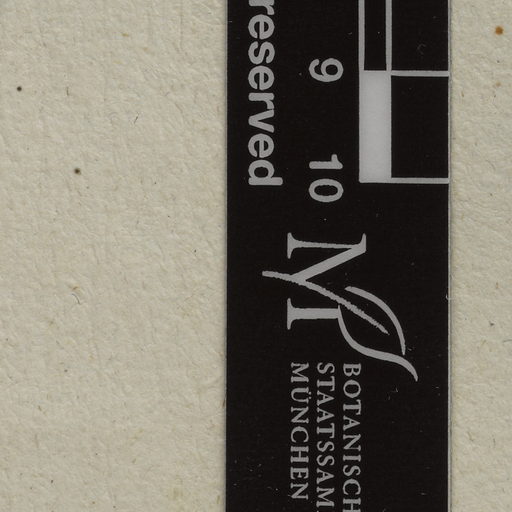 reserved
9 10
BOTANISCH
STAATSSAM
MÜNCHEN